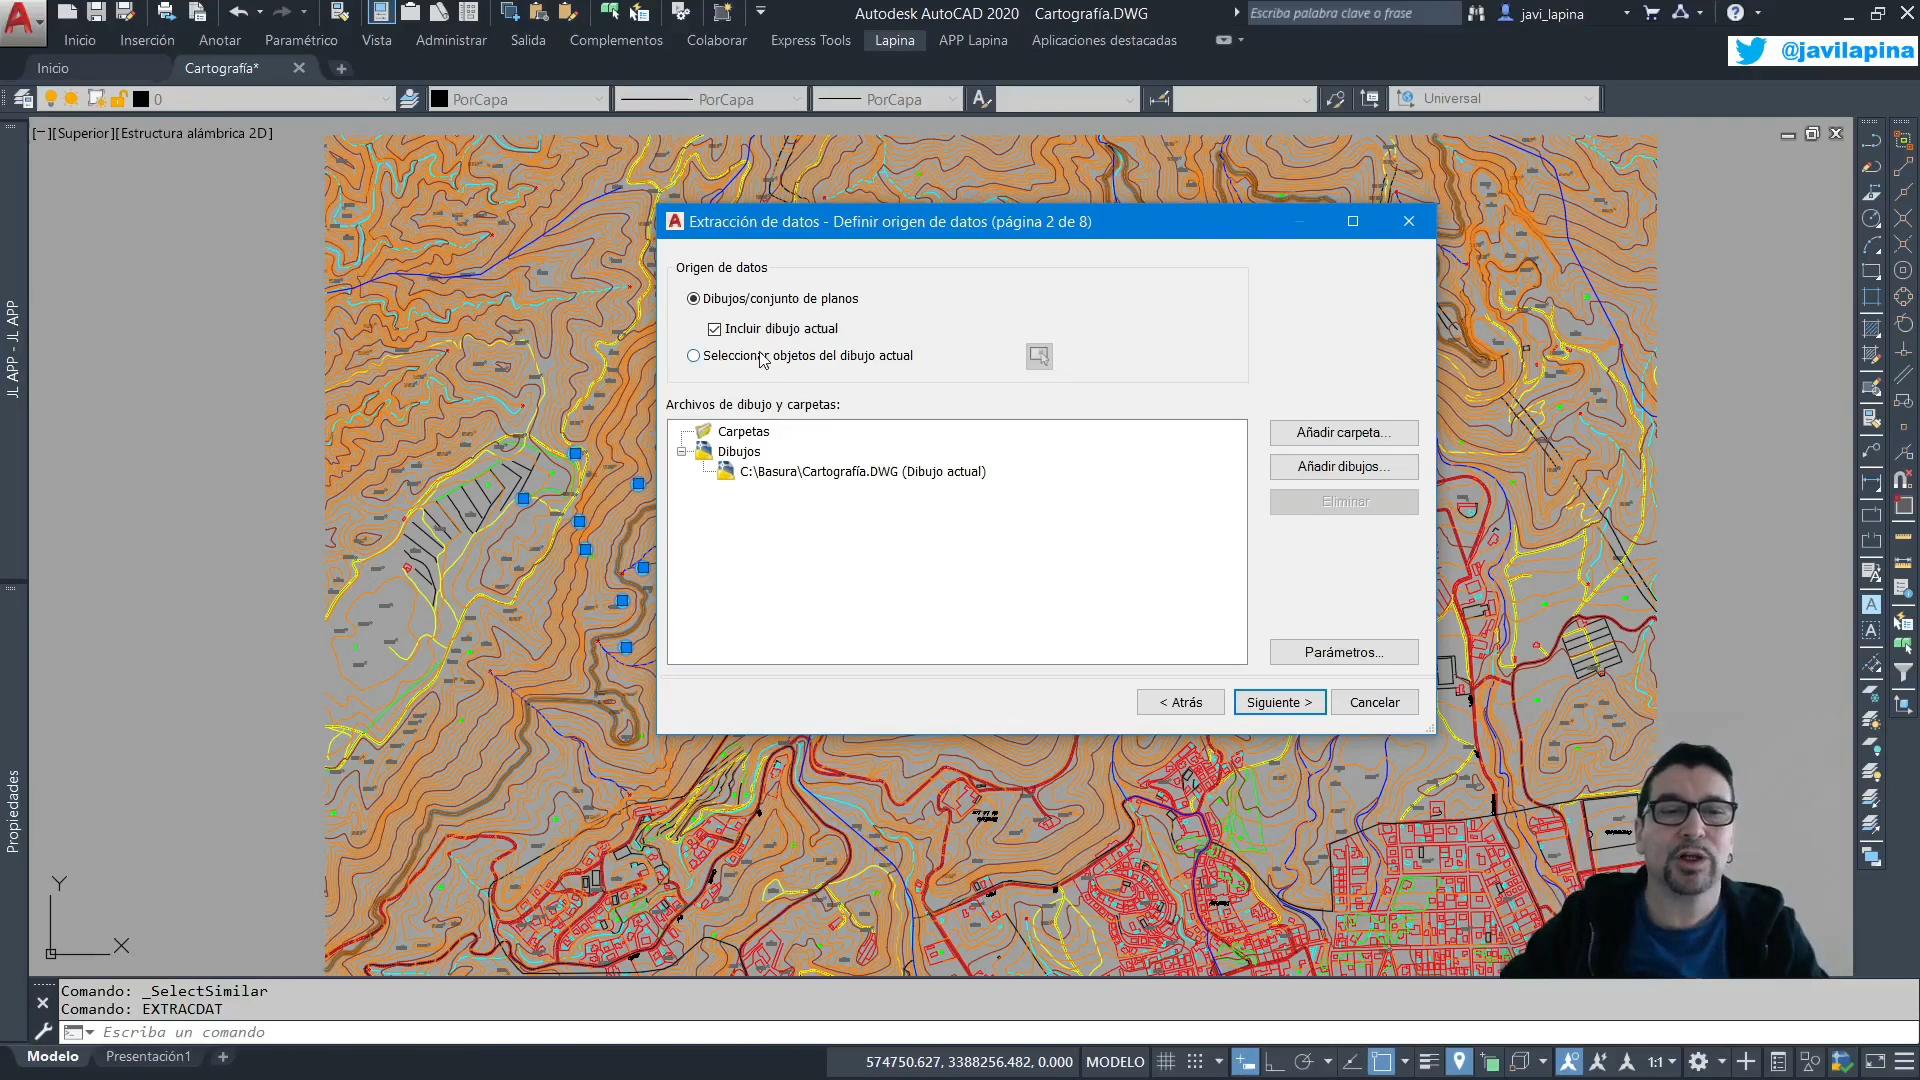 Autodesk AutoCAD 2020 Cartografía.DWG
Escriba palabra clave o frase
javi_lapina
Inicio Inserción Anotar Paramétrico Vista Administrar Salida Complementos Colaborar Express Tools Lapina APP Lapina Aplicaciones destacadas
@javilapina
Inicio
Cartografía*
0
PorCapa
PorCapa
PorCapa
Universal
[−][Superior][Estructura alámbrica 2D]
JL APP - JL APP
Propiedades
Extracción de datos - Definir origen de datos (página 2 de 8)
Origen de datos
Dibujos/conjunto de planos
Incluir dibujo actual
Seleccionar objetos del dibujo actual
Archivos de dibujo y carpetas:
Carpetas
Dibujos
C:\Basura\Cartografía.DWG (Dibujo actual)
Añadir carpeta...
Añadir dibujos...
Eliminar
Parámetros...
< Atrás
Siguiente >
Cancelar
Y
X
Comando: _SelectSimilar
Comando: EXTRACDAT
Escriba un comando
Modelo
Presentación1
574750.627, 3388256.482, 0.000
MODELO
1:1